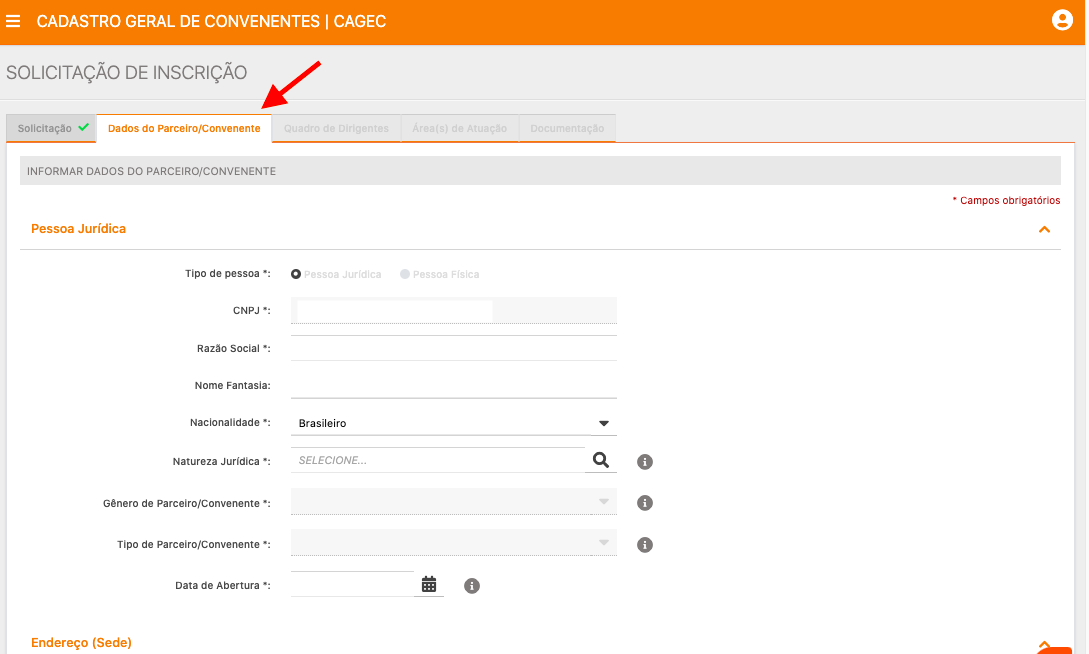 CADASTRO GERAL DE CONVENENTES | CAGEC
SOLICITAÇÃO DE INSCRIÇÃO
Solicitação Dados do Parceiro/Convenente Quadro de Dirigentes Área(s) de Atuação Documentação
INFORMAR DADOS DO PARCEIRO/CONVENENTE
* Campos obrigatórios
Pessoa Jurídica
Tipo de pessoa *: Pessoa Jurídica Pessoa Física
CNPJ *:
Razão Social *:
Nome Fantasia:
Nacionalidade *: Brasileiro
Natureza Jurídica *: SELECIONE...
Gênero de Parceiro/Convenente *:
Tipo de Parceiro/Convenente *:
Data de Abertura *:
Endereço (Sede)